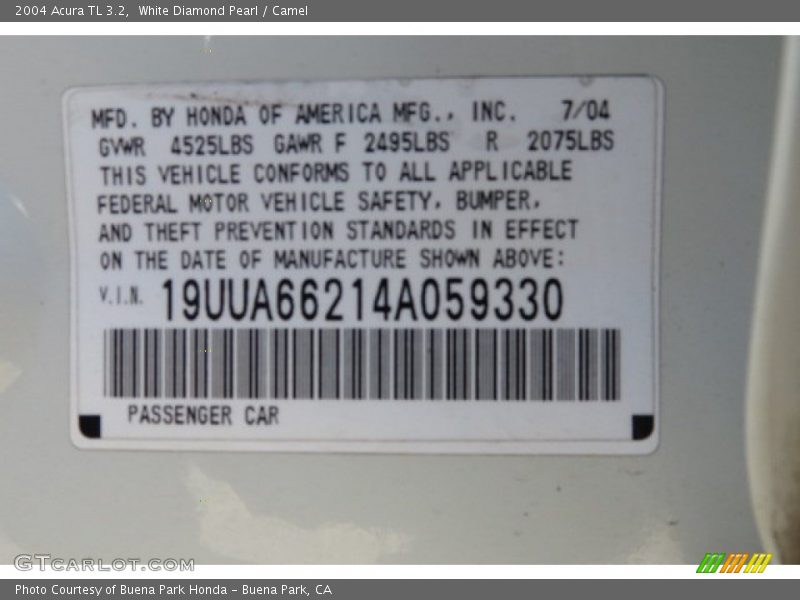 2004 Acura TL 3.2,  White Diamond Pearl / Camel
MFD. BY HONDA OF AMERICA MFG., INC. 7/04
GVWR 4525LBS GAWR F 2495LBS R 2075LBS
THIS VEHICLE CONFORMS TO ALL APPLICABLE
FEDERAL MOTOR VEHICLE SAFETY, BUMPER,
AND THEFT PREVENTION STANDARDS IN EFFECT
ON THE DATE OF MANUFACTURE SHOWN ABOVE:
V.I.N. 19UUA66214A059330
PASSENGER CAR
GTCARLOT.COM
Photo Courtesy of Buena Park Honda - Buena Park, CA